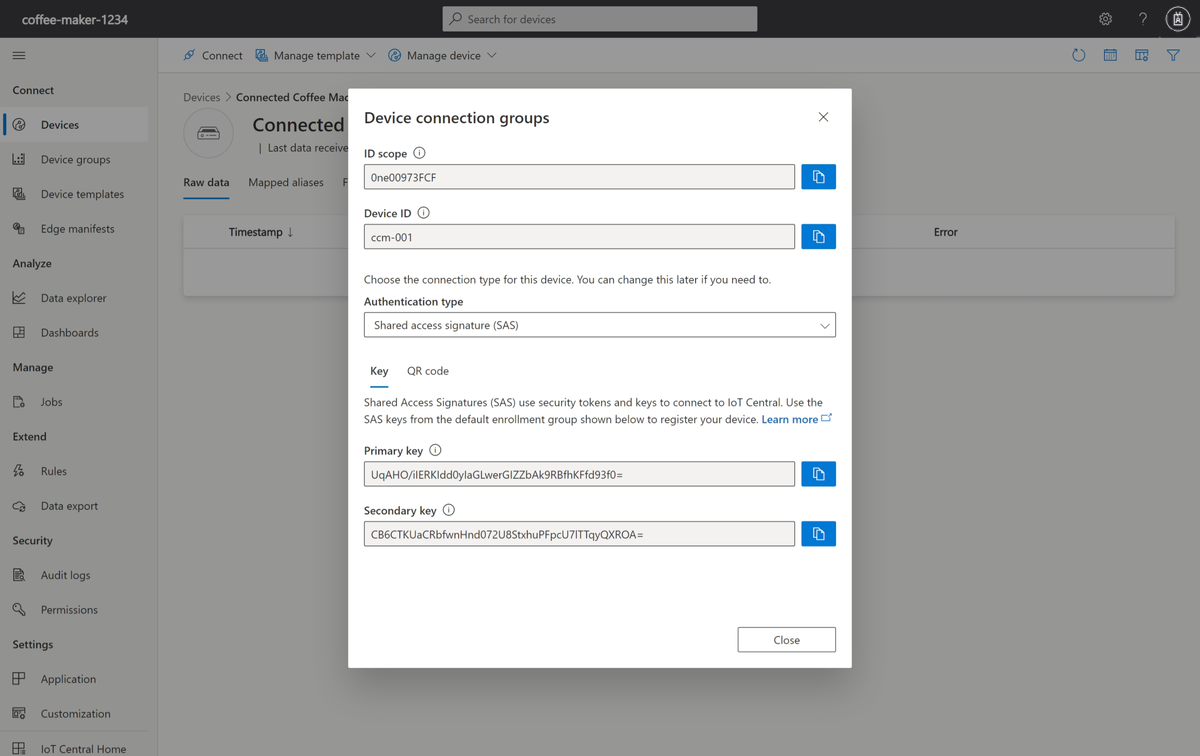 coffee-maker-1234
Search for devices
Connect
Manage template
Manage device
Connect
Devices
Device groups
Device templates
Edge manifests
Analyze
Data explorer
Dashboards
Manage
Jobs
Extend
Rules
Data export
Security
Audit logs
Permissions
Settings
Application
Customization
IoT Central Home
Devices > Connected Coffee Mac
Connected
| Last data receive
Raw data
Mapped aliases
Timestamp ↓
Error
Device connection groups
ID scope
0ne00973FCF
Device ID
ccm-001
Choose the connection type for this device. You can change this later if you need to.
Authentication type
Shared access signature (SAS)
Key
QR code
Shared Access Signatures (SAS) use security tokens and keys to connect to IoT Central. Use the
SAS keys from the default enrollment group shown below to register your device. Learn more
Primary key
Secondary key
Close